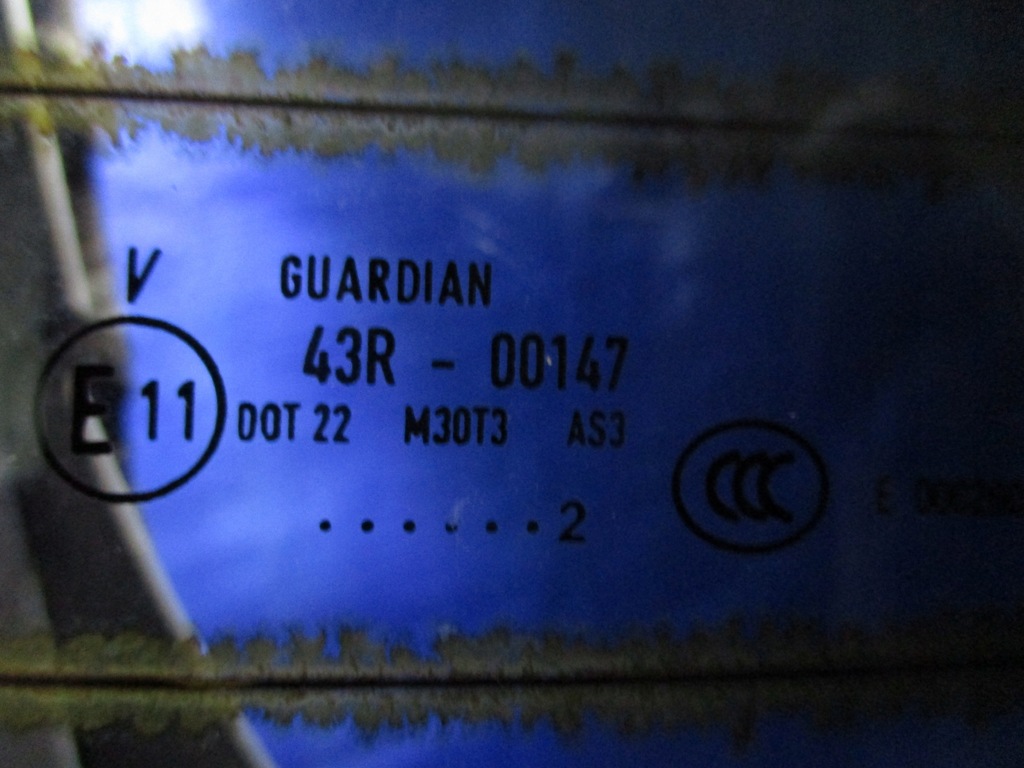 V
GUARDIAN
43R - 00147
E 11
DOT 22 M30T3 AS3
CCC
E
. . . . . . 2